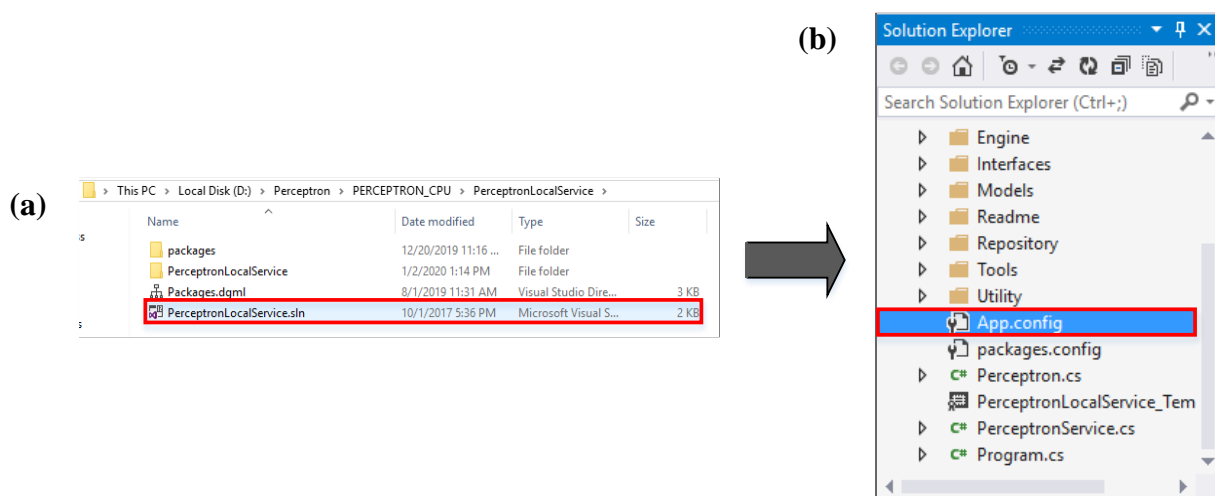 (a)
This PC > Local Disk (D:) > Perceptron > PERCEPTRON_CPU > PerceptronLocalService >
Name Date modified Type Size
packages 12/20/2019 11:16 ... File folder
PerceptronLocalService 1/2/2020 1:14 PM File folder
Packages.dgml 8/1/2019 11:31 AM Visual Studio Dire... 3 KB
PerceptronLocalService.sln 10/1/2017 5:36 PM Microsoft Visual S... 2 KB
(b)
Solution Explorer
Search Solution Explorer (Ctrl+;)
Engine
Interfaces
Models
Readme
Repository
Tools
Utility
App.config
packages.config
C# Perceptron.cs
PerceptronLocalService_Tem
C# PerceptronService.cs
C# Program.cs